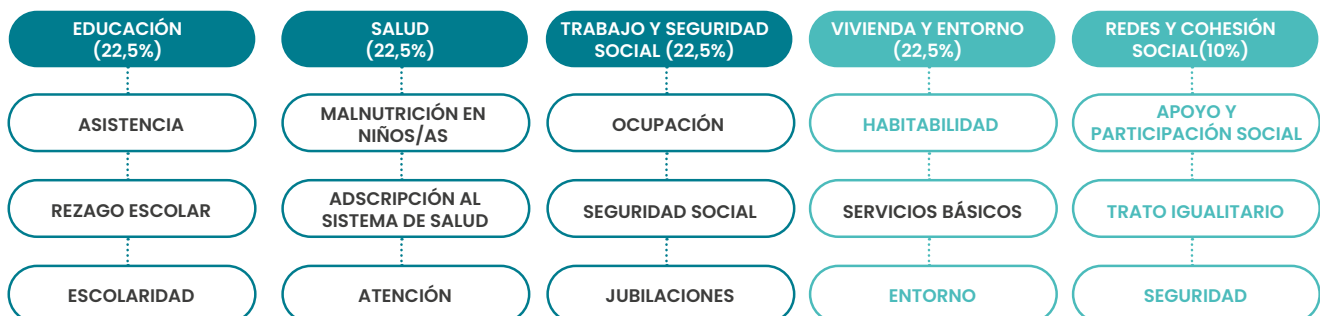 EDUCACIÓN
(22,5%)
ASISTENCIA
REZAGO ESCOLAR
ESCOLARIDAD
SALUD
(22,5%)
MALNUTRICIÓN EN
NIÑOS/AS
ADSCRIPCIÓN AL
SISTEMA DE SALUD
ATENCIÓN
TRABAJO Y SEGURIDAD
SOCIAL (22,5%)
OCUPACIÓN
SEGURIDAD SOCIAL
JUBILACIONES
VIVIENDA Y ENTORNO
(22,5%)
HABITABILIDAD
SERVICIOS BÁSICOS
ENTORNO
REDES Y COHESIÓN
SOCIAL(10%)
APOYO Y
PARTICIPACIÓN SOCIAL
TRATO IGUALITARIO
SEGURIDAD